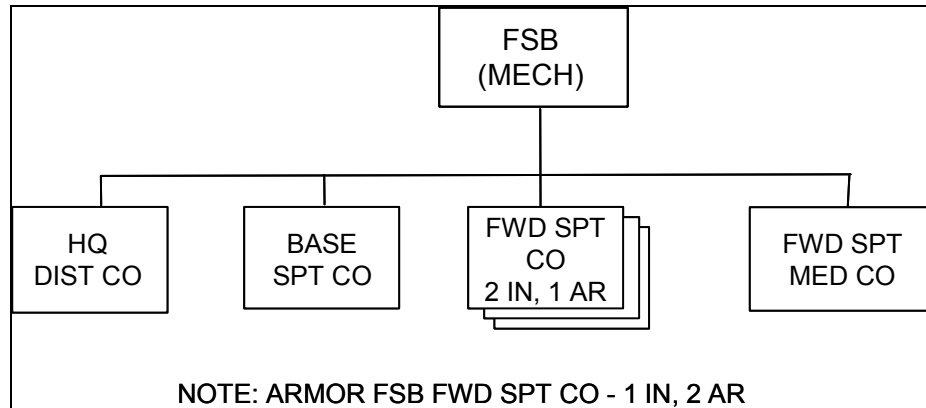 FSB
(MECH)
HQ
DIST CO
BASE
SPT CO
FWD SPT
CO
2 IN, 1 AR
FWD SPT
MED CO
NOTE: ARMOR FSB FWD SPT CO - 1 IN, 2 AR